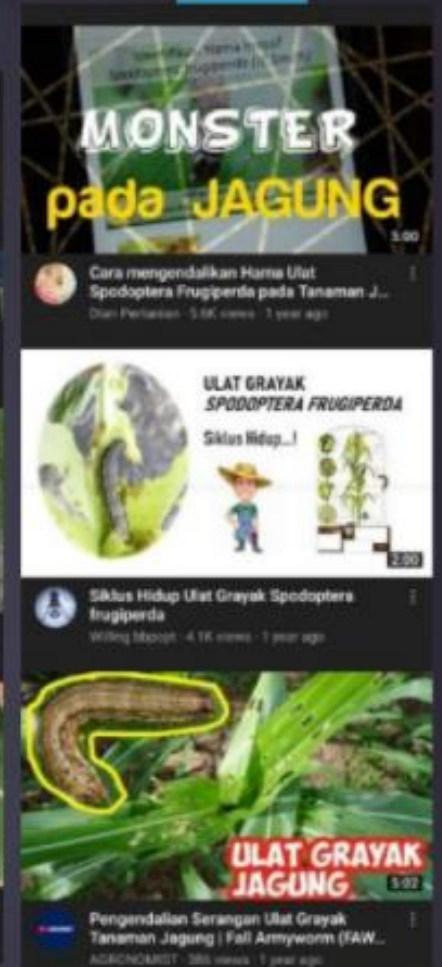 MONSTER
pada JAGUNG
5:00
Cara mengendalikan Hama Ulat
Spodoptera Frugiperda pada Tanaman J...
Dian Pertanian · 5.6K views · 1 year ago
ULAT GRAYAK
SPODOPTERA FRUGIPERDA
Siklus Hidup...!
2:00
Siklus Hidup Ulat Grayak Spodoptera
frugiperda
4.1K views · 1 year ago
ULAT GRAYAK
JAGUNG
5:02
Pengendalian Serangan Ulat Grayak
Tanaman Jagung | Fall Armyworm (FAW...
AGRONOMIST · 386 views · 1 year ago